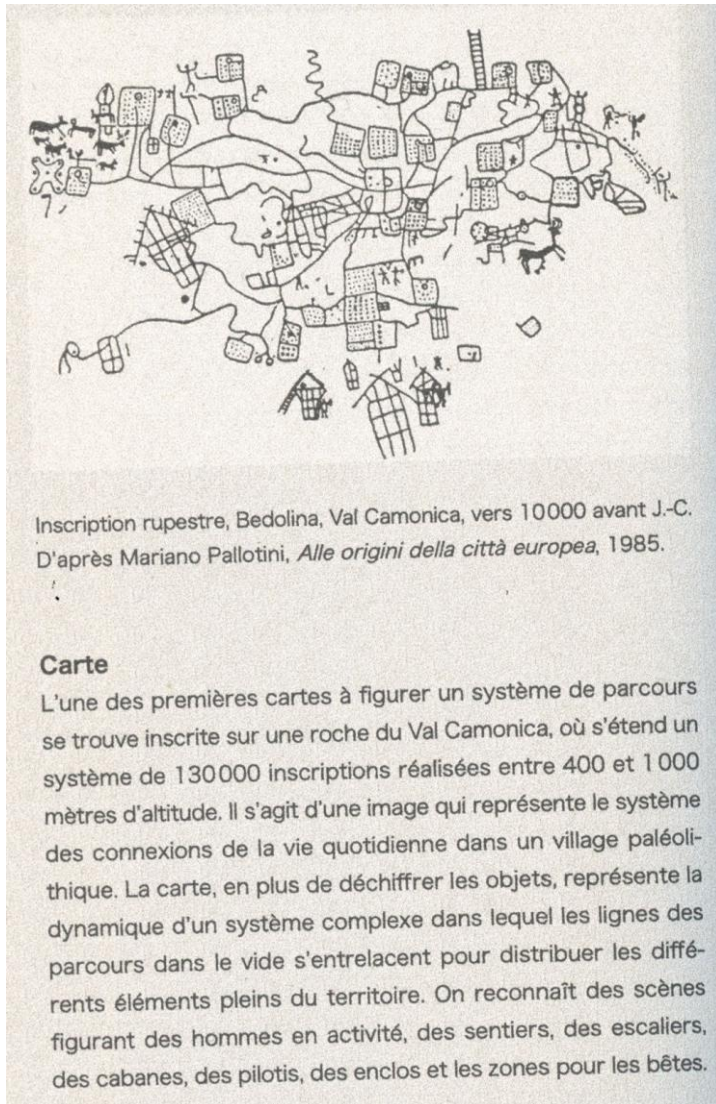 Inscription rupestre, Bedolina, Val Camonica, vers 10000 avant J.-C.
D'après Mariano Pallotini, Alle origini della città europea, 1985.
Carte
L'une des premières cartes à figurer un système de parcours
se trouve inscrite sur une roche du Val Camonica, où s'étend un
système de 130000 inscriptions réalisées entre 400 et 1000
mètres d'altitude. Il s'agit d'une image qui représente le système
des connexions de la vie quotidienne dans un village paléoli-
thique. La carte, en plus de déchiffrer les objets, représente la
dynamique d'un système complexe dans lequel les lignes des
parcours dans le vide s'entrelacent pour distribuer les diffé-
rents éléments pleins du territoire. On reconnaît des scènes
figurant des hommes en activité, des sentiers, des escaliers,
des cabanes, des pilotis, des enclos et les zones pour les bêtes.